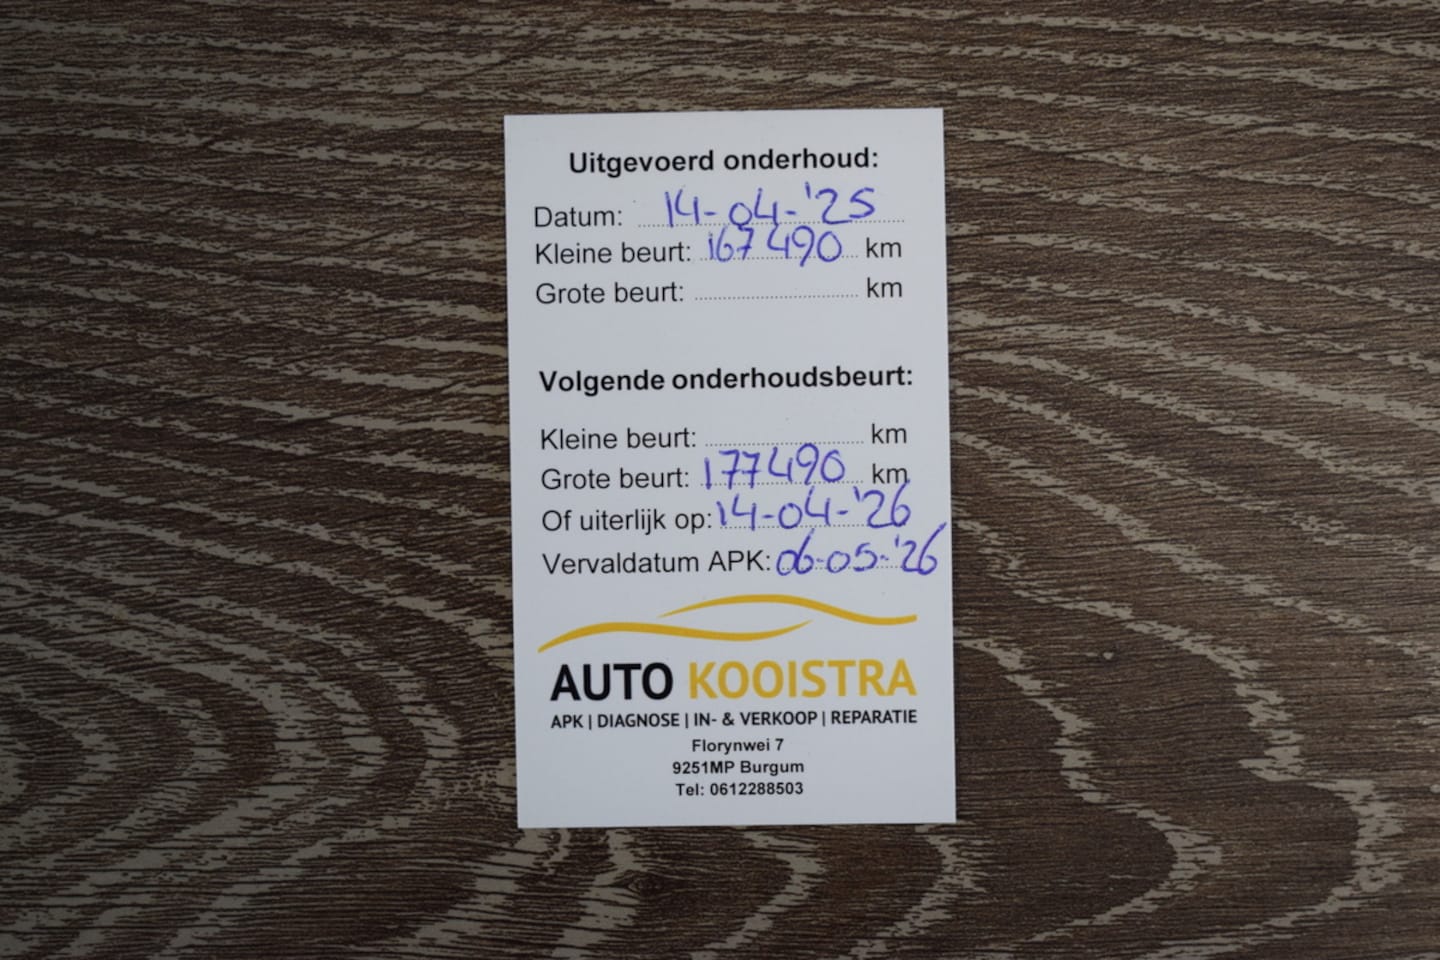 Uitgevoerd onderhoud:
Datum: 14-04-'25
Kleine beurt: 167490 km
Grote beurt: km
Volgende onderhoudsbeurt:
Kleine beurt: km
Grote beurt: 177490 km
Of uiterlijk op: 14-04-'26
Vervaldatum APK: 06-05-'26
AUTO KOOISTRA
APK | DIAGNOSE | IN- & VERKOOP | REPARATIE
Florynwei 7
9251MP Burgum
Tel: 0612288503